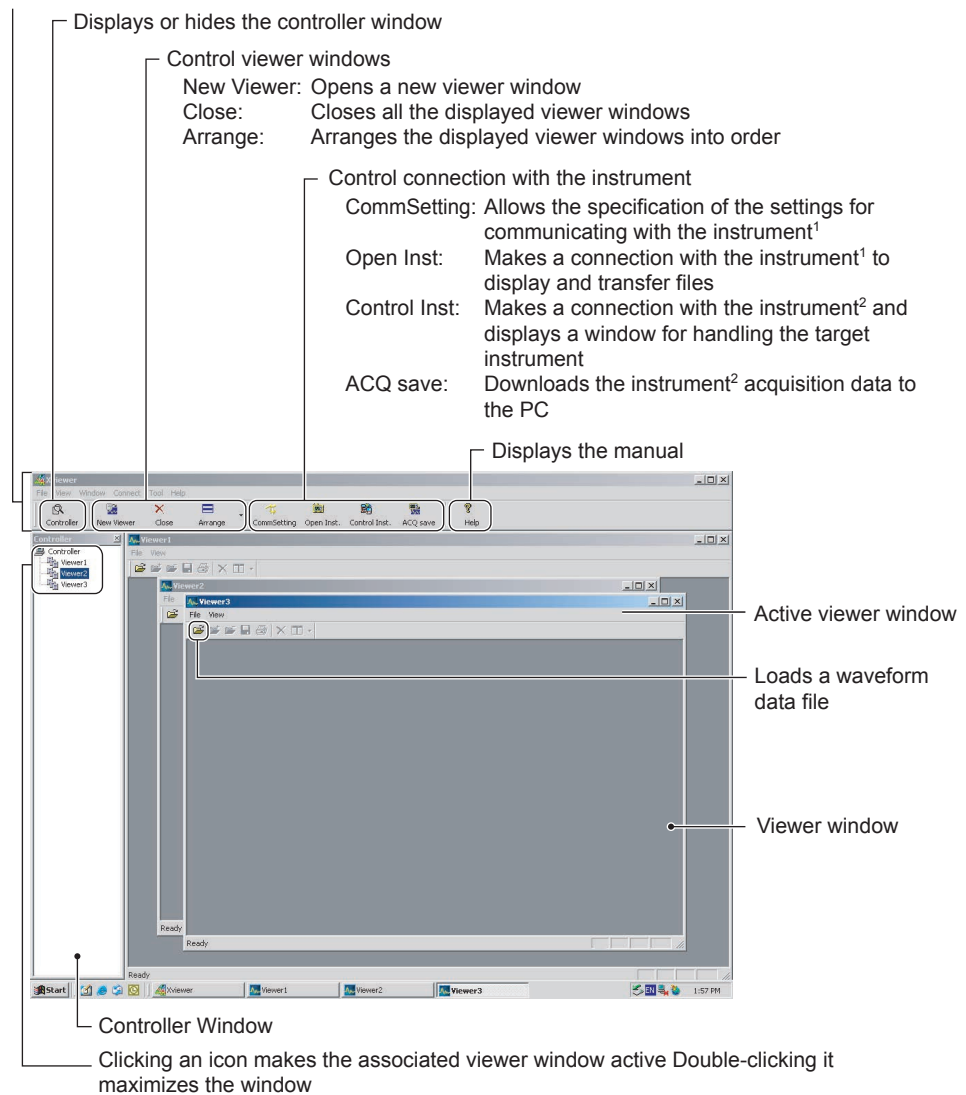 Displays or hides the controller window
Control viewer windows
New Viewer: Opens a new viewer window
Close: Closes all the displayed viewer windows
Arrange: Arranges the displayed viewer windows into order
Control connection with the instrument
CommSetting: Allows the specification of the settings for
communicating with the instrument1
Open Inst: Makes a connection with the instrument1 to
display and transfer files
Control Inst: Makes a connection with the instrument2 and
displays a window for handling the target
instrument
ACQ save: Downloads the instrument2 acquisition data to
the PC
Displays the manual
Xviewer
File View Window Connect Tool Help
Controller New Viewer Close Arrange CommSetting Open Inst. Control Inst. ACQ save Help
Controller
Controller
Viewer1
Viewer2
Viewer3
Viewer1
File View
Viewer2
File
Viewer3
File View
Active viewer window
Loads a waveform
data file
Viewer window
Ready
Ready
Ready
Start Xviewer Viewer1 Viewer2 Viewer3 EN 1:57 PM
Controller Window
Clicking an icon makes the associated viewer window active Double-clicking it
maximizes the window